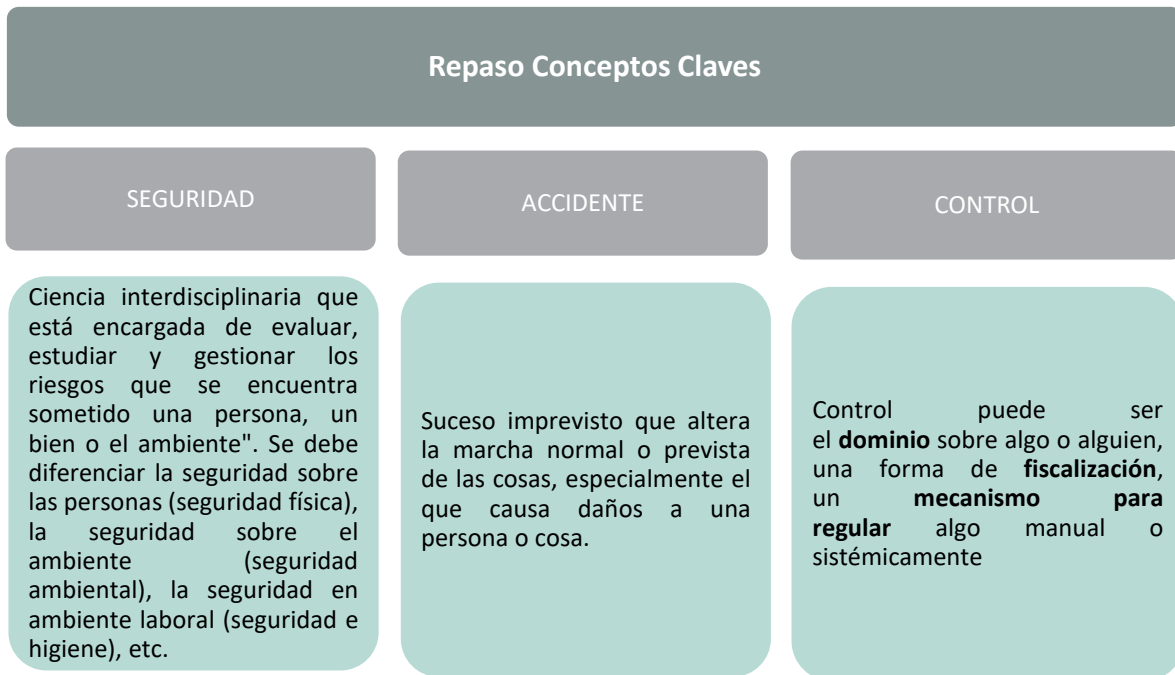 Repaso Conceptos Claves
SEGURIDAD
Ciencia interdisciplinaria que
está encargada de evaluar,
estudiar y gestionar los
riesgos que se encuentra
sometido una persona, un
bien o el ambiente". Se debe
diferenciar la seguridad sobre
las personas (seguridad física),
la seguridad sobre el
ambiente (seguridad
ambiental), la seguridad en
ambiente laboral (seguridad e
higiene), etc.
ACCIDENTE
Suceso imprevisto que altera
la marcha normal o prevista
de las cosas, especialmente el
que causa daños a una
persona o cosa.
CONTROL
Control puede ser
el dominio sobre algo o alguien,
una forma de fiscalización,
un mecanismo para
regular algo manual o
sistémicamente